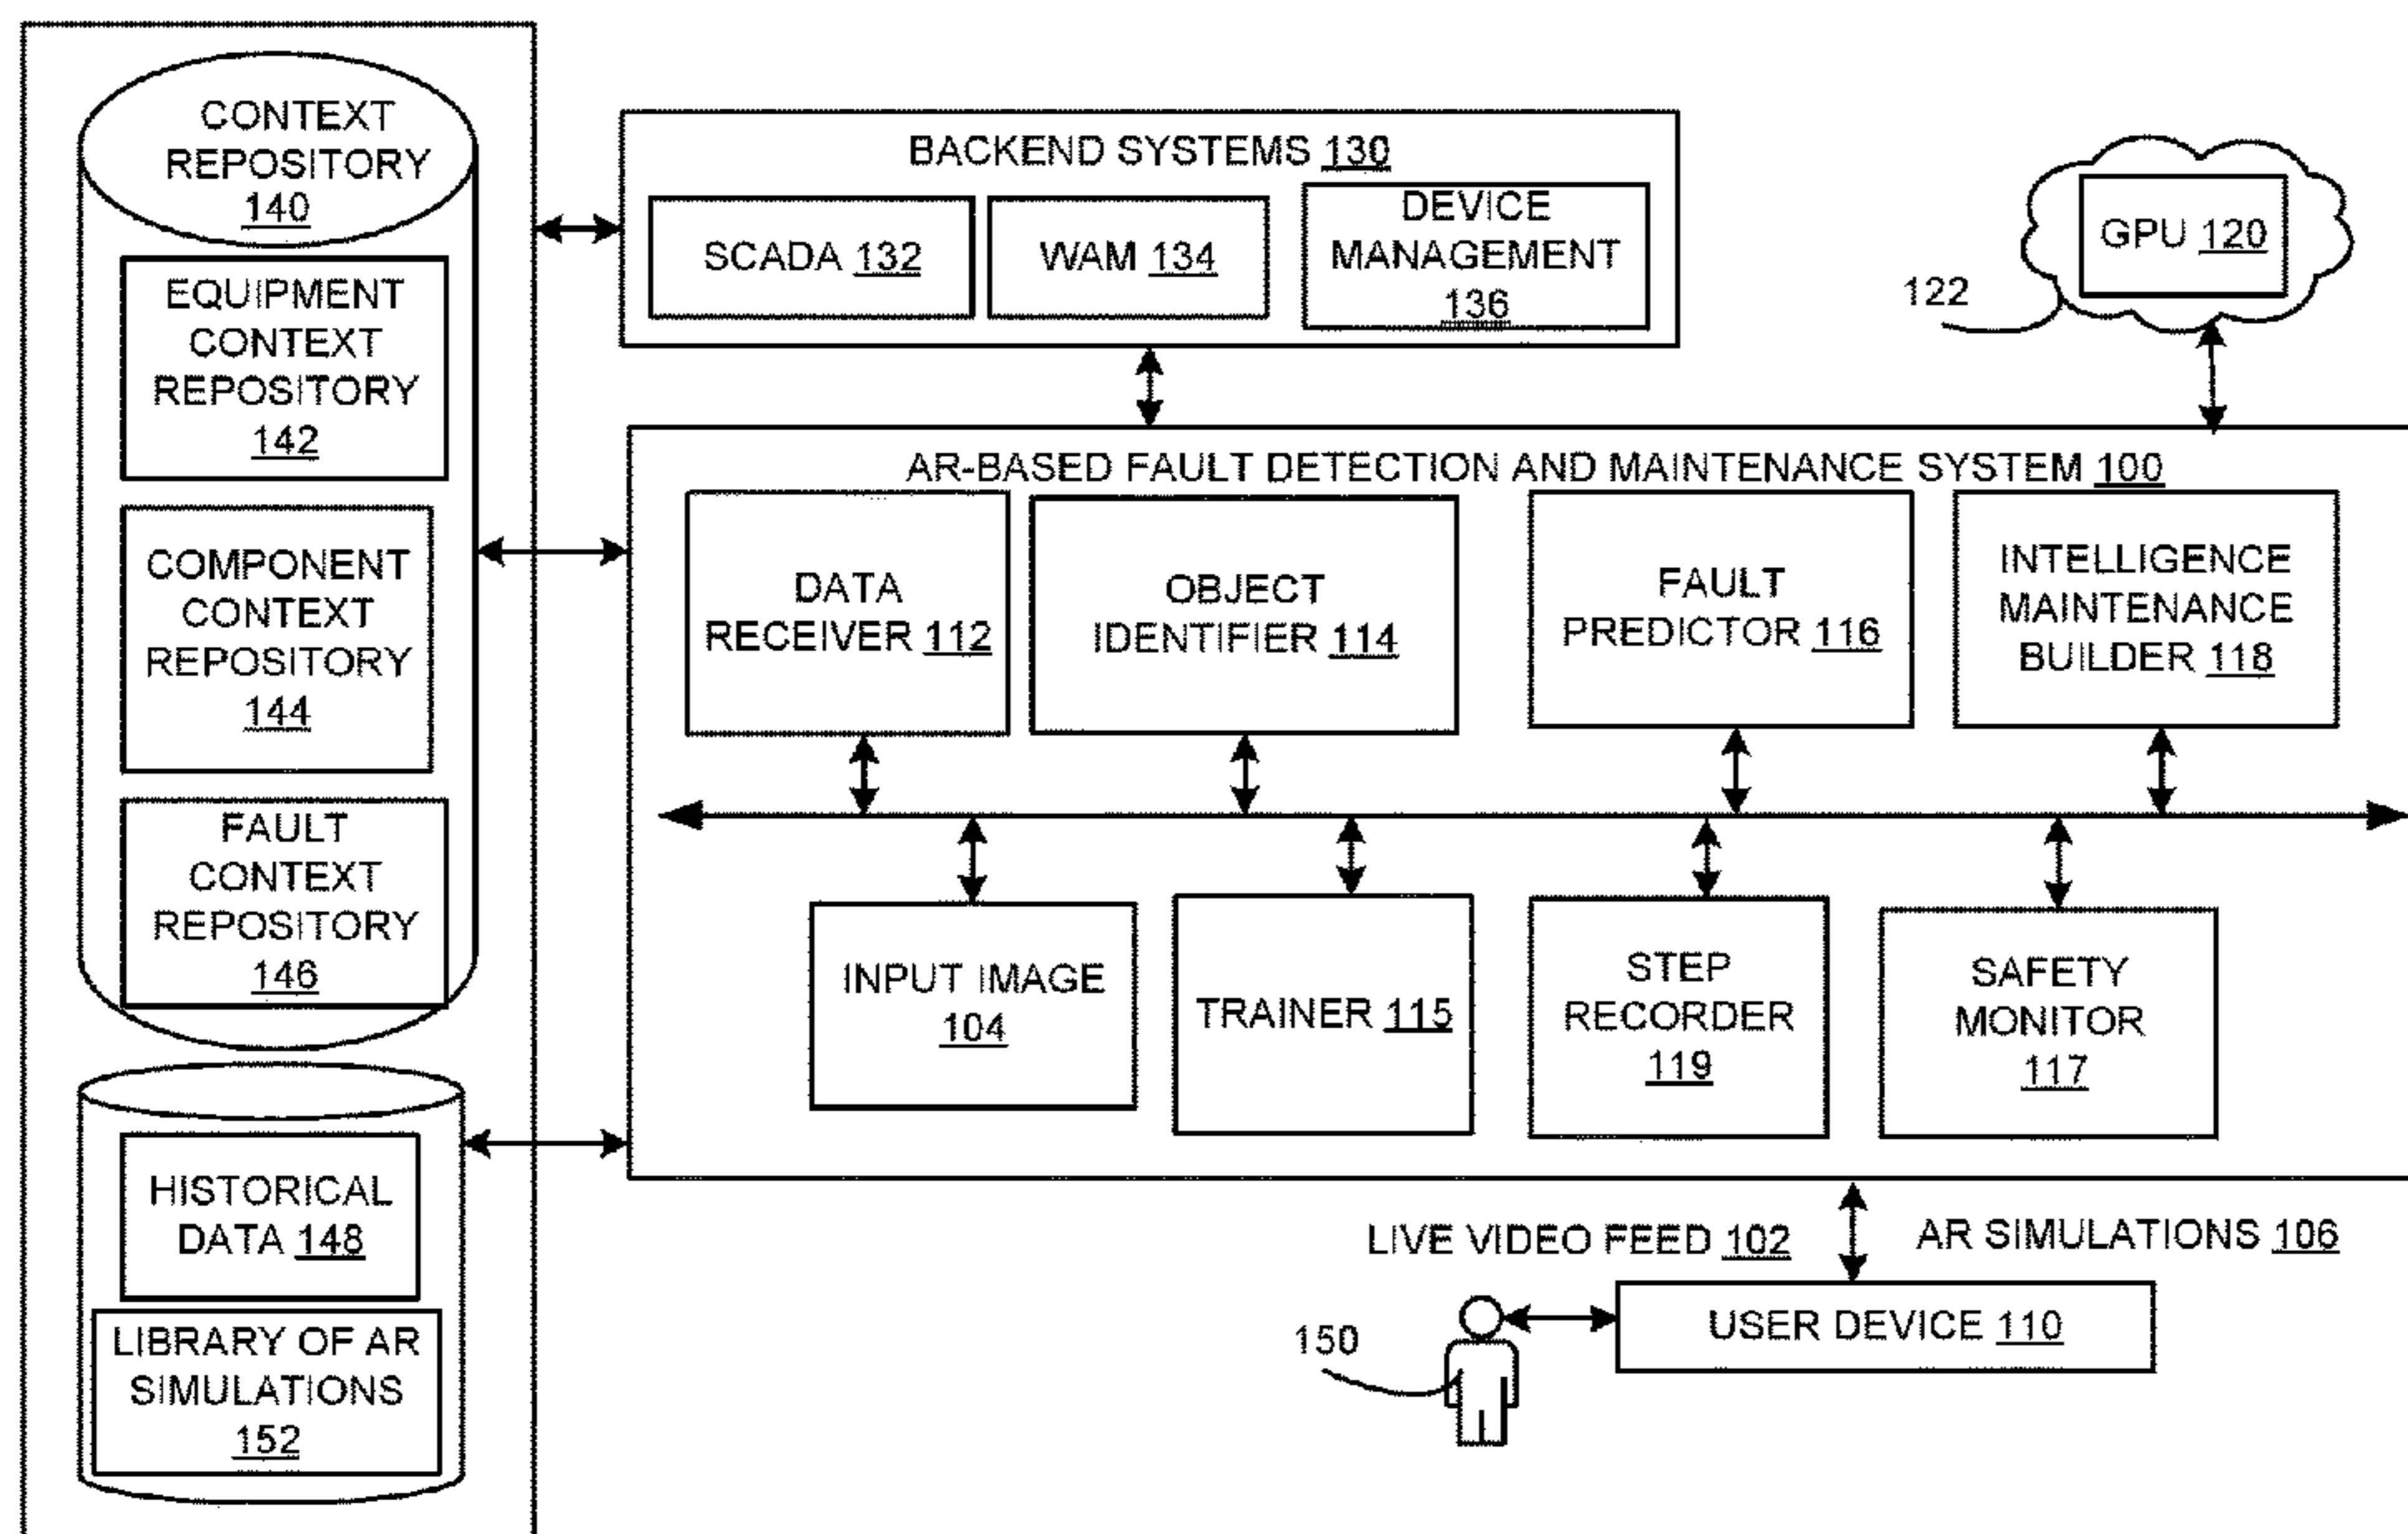 CONTEXT
REPOSITORY
140
EQUIPMENT
CONTEXT
REPOSITORY
142
COMPONENT
CONTEXT
REPOSITORY
144
FAULT
CONTEXT
REPOSITORY
146
HISTORICAL
DATA 148
LIBRARY OF AR
SIMULATIONS
152
BACKEND SYSTEMS 130
SCADA 132
WAM 134
DEVICE
MANAGEMENT
136
GPU 120
122
AR-BASED FAULT DETECTION AND MAINTENANCE SYSTEM 100
DATA
RECEIVER 112
OBJECT
IDENTIFIER 114
FAULT
PREDICTOR 116
INTELLIGENCE
MAINTENANCE
BUILDER 118
INPUT IMAGE
104
TRAINER 115
STEP
RECORDER
119
SAFETY
MONITOR
117
LIVE VIDEO FEED 102
AR SIMULATIONS 106
150
USER DEVICE 110